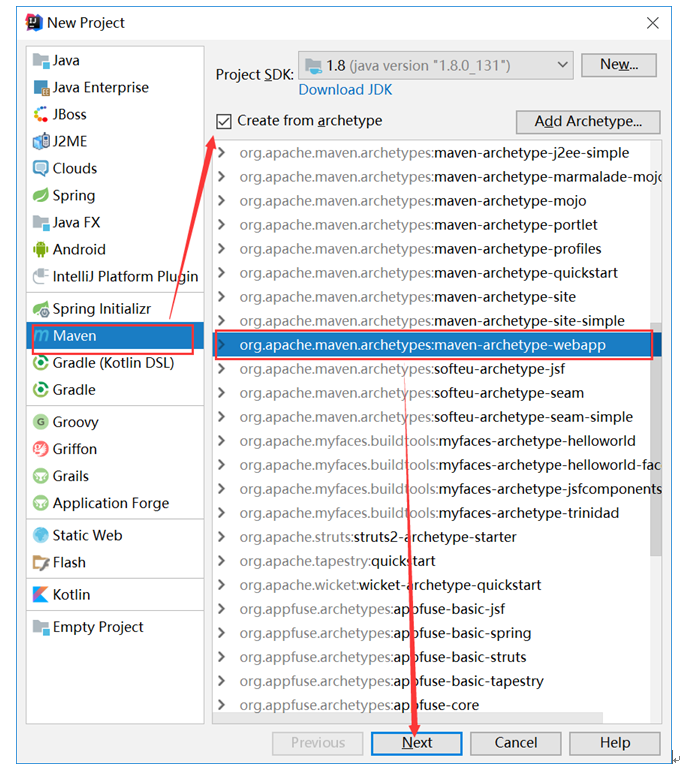 New Project
Java
Java Enterprise
JBoss
J2ME
Clouds
Spring
Java FX
Android
IntelliJ Platform Plugin
Spring Initializr
Maven
Gradle (Kotlin DSL)
Gradle
Groovy
Griffon
Grails
Application Forge
Static Web
Flash
Kotlin
Empty Project
Project SDK: 1.8 (java version "1.8.0_131") New...
Download JDK
Create from archetype Add Archetype...
org.apache.maven.archetypes:maven-archetype-j2ee-simple
org.apache.maven.archetypes:maven-archetype-marmalade-mojo
org.apache.maven.archetypes:maven-archetype-mojo
org.apache.maven.archetypes:maven-archetype-portlet
org.apache.maven.archetypes:maven-archetype-profiles
org.apache.maven.archetypes:maven-archetype-quickstart
org.apache.maven.archetypes:maven-archetype-site
org.apache.maven.archetypes:maven-archetype-site-simple
org.apache.maven.archetypes:maven-archetype-webapp
org.apache.maven.archetypes:softeu-archetype-jsf
org.apache.maven.archetypes:softeu-archetype-seam
org.apache.maven.archetypes:softeu-archetype-seam-simple
org.apache.myfaces.buildtools:myfaces-archetype-helloworld
org.apache.myfaces.buildtools:myfaces-archetype-helloworld-fac
org.apache.myfaces.buildtools:myfaces-archetype-jsfcomponents
org.apache.myfaces.buildtools:myfaces-archetype-trinidad
org.apache.struts:struts2-archetype-starter
org.apache.tapestry:quickstart
org.apache.wicket:wicket-archetype-quickstart
org.appfuse.archetypes:appfuse-basic-jsf
org.appfuse.archetypes:appfuse-basic-spring
org.appfuse.archetypes:appfuse-basic-struts
org.appfuse.archetypes:appfuse-basic-tapestry
org.appfuse.archetypes:appfuse-core
Previous Next Cancel Help